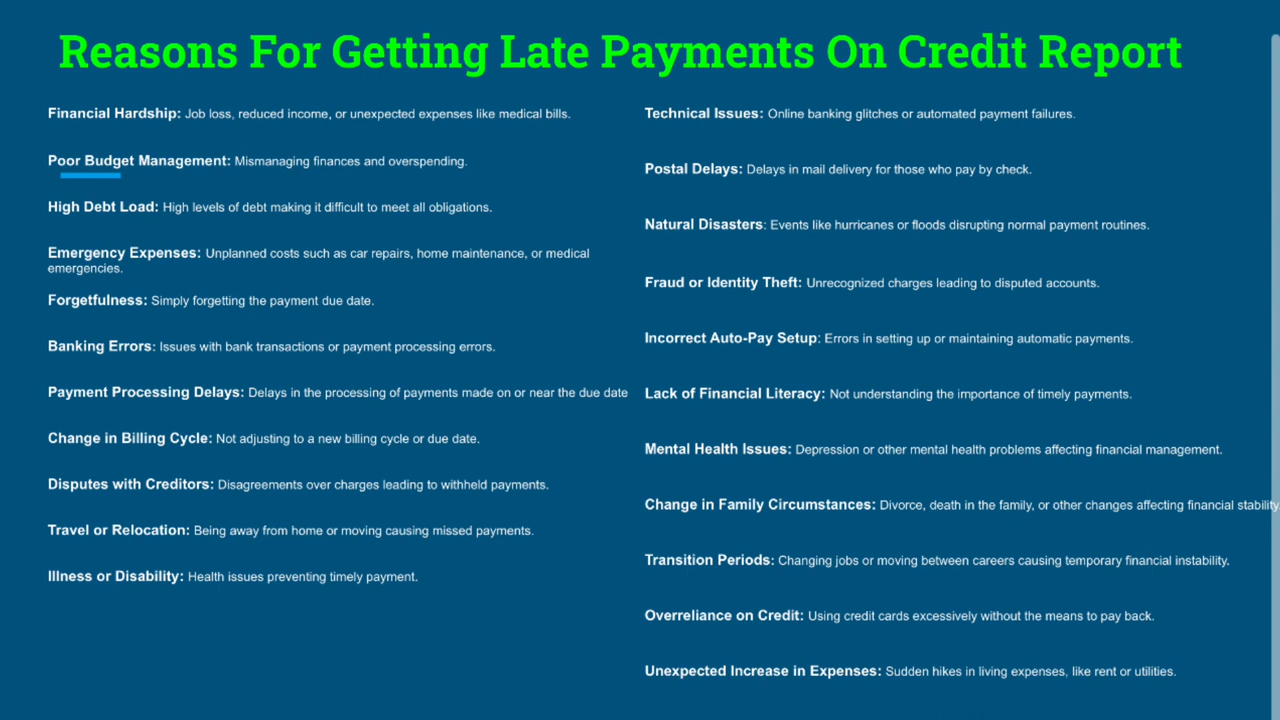 Reasons For Getting Late Payments On Credit Report
Financial Hardship: Job loss, reduced income, or unexpected expenses like medical bills.
Poor Budget Management: Mismanaging finances and overspending.
High Debt Load: High levels of debt making it difficult to meet all obligations.
Emergency Expenses: Unplanned costs such as car repairs, home maintenance, or medical
emergencies.
Forgetfulness: Simply forgetting the payment due date.
Banking Errors: Issues with bank transactions or payment processing errors.
Payment Processing Delays: Delays in the processing of payments made on or near the due date
Change in Billing Cycle: Not adjusting to a new billing cycle or due date.
Disputes with Creditors: Disagreements over charges leading to withheld payments.
Travel or Relocation: Being away from home or moving causing missed payments.
Illness or Disability: Health issues preventing timely payment.
Technical Issues: Online banking glitches or automated payment failures.
Postal Delays: Delays in mail delivery for those who pay by check.
Natural Disasters: Events like hurricanes or floods disrupting normal payment routines.
Fraud or Identity Theft: Unrecognized charges leading to disputed accounts.
Incorrect Auto-Pay Setup: Errors in setting up or maintaining automatic payments.
Lack of Financial Literacy: Not understanding the importance of timely payments.
Mental Health Issues: Depression or other mental health problems affecting financial management.
Change in Family Circumstances: Divorce, death in the family, or other changes affecting financial stability.
Transition Periods: Changing jobs or moving between careers causing temporary financial instability.
Overreliance on Credit: Using credit cards excessively without the means to pay back.
Unexpected Increase in Expenses: Sudden hikes in living expenses, like rent or utilities.